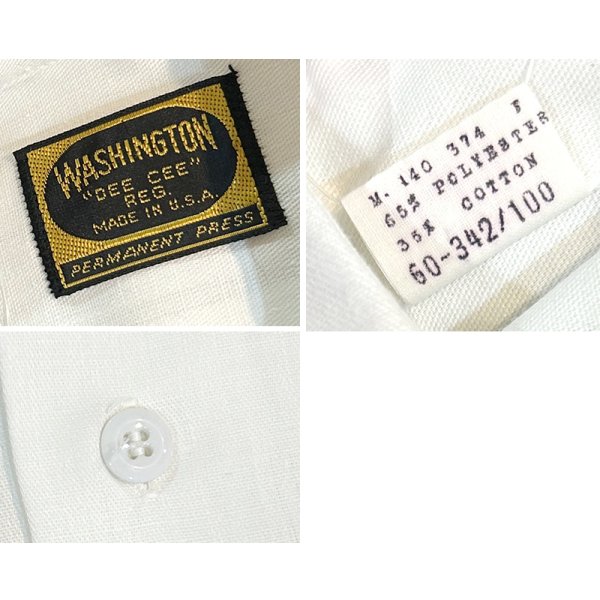 WASHINGTON
"DEE CEE"
REG.
MADE IN U.S.A.
PERMANENT PRESS
M. 140 374 F
65% POLYESTER
35% COTTON
60-342/100